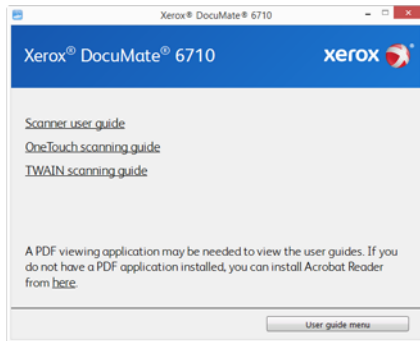 Xerox® DocuMate® 6710
Xerox® DocuMate® 6710
xerox
Scanner user guide
OneTouch scanning guide
TWAIN scanning guide
A PDF viewing application may be needed to view the user guides. If you
do not have a PDF application installed, you can install Acrobat Reader
from here.
User guide menu